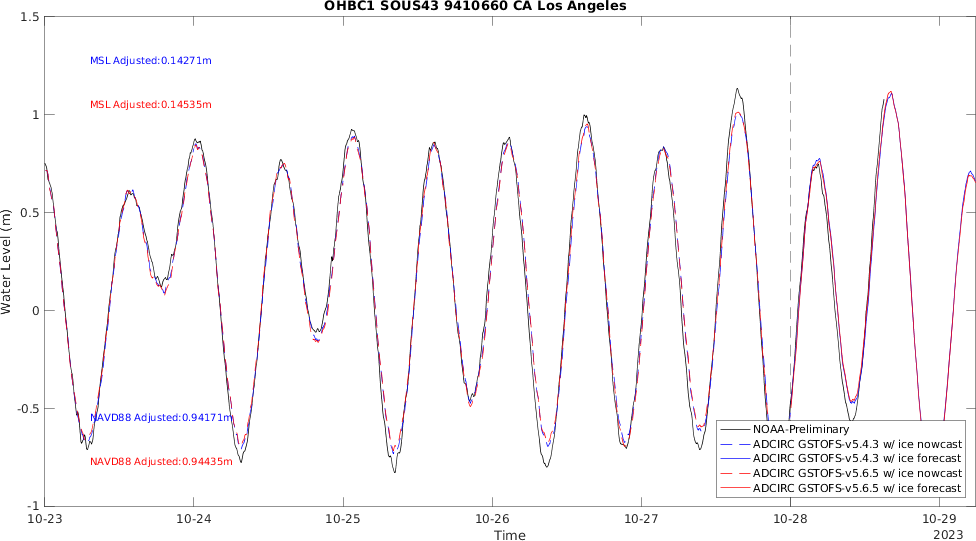 OHBC1 SOUS43 9410660 CA Los Angeles
1.5
1
0.5
0
-0.5
-1
Water Level (m)
MSL Adjusted:0.14271m
MSL Adjusted:0.14535m
NAVD88 Adjusted:0.94171m
NAVD88 Adjusted:0.94435m
NOAA-Preliminary
ADCIRC GSTOFS-v5.4.3 w/ ice nowcast
ADCIRC GSTOFS-v5.4.3 w/ ice forecast
ADCIRC GSTOFS-v5.6.5 w/ ice nowcast
ADCIRC GSTOFS-v5.6.5 w/ ice forecast
10-23 10-24 10-25 10-26 10-27 10-28 10-29
Time
2023